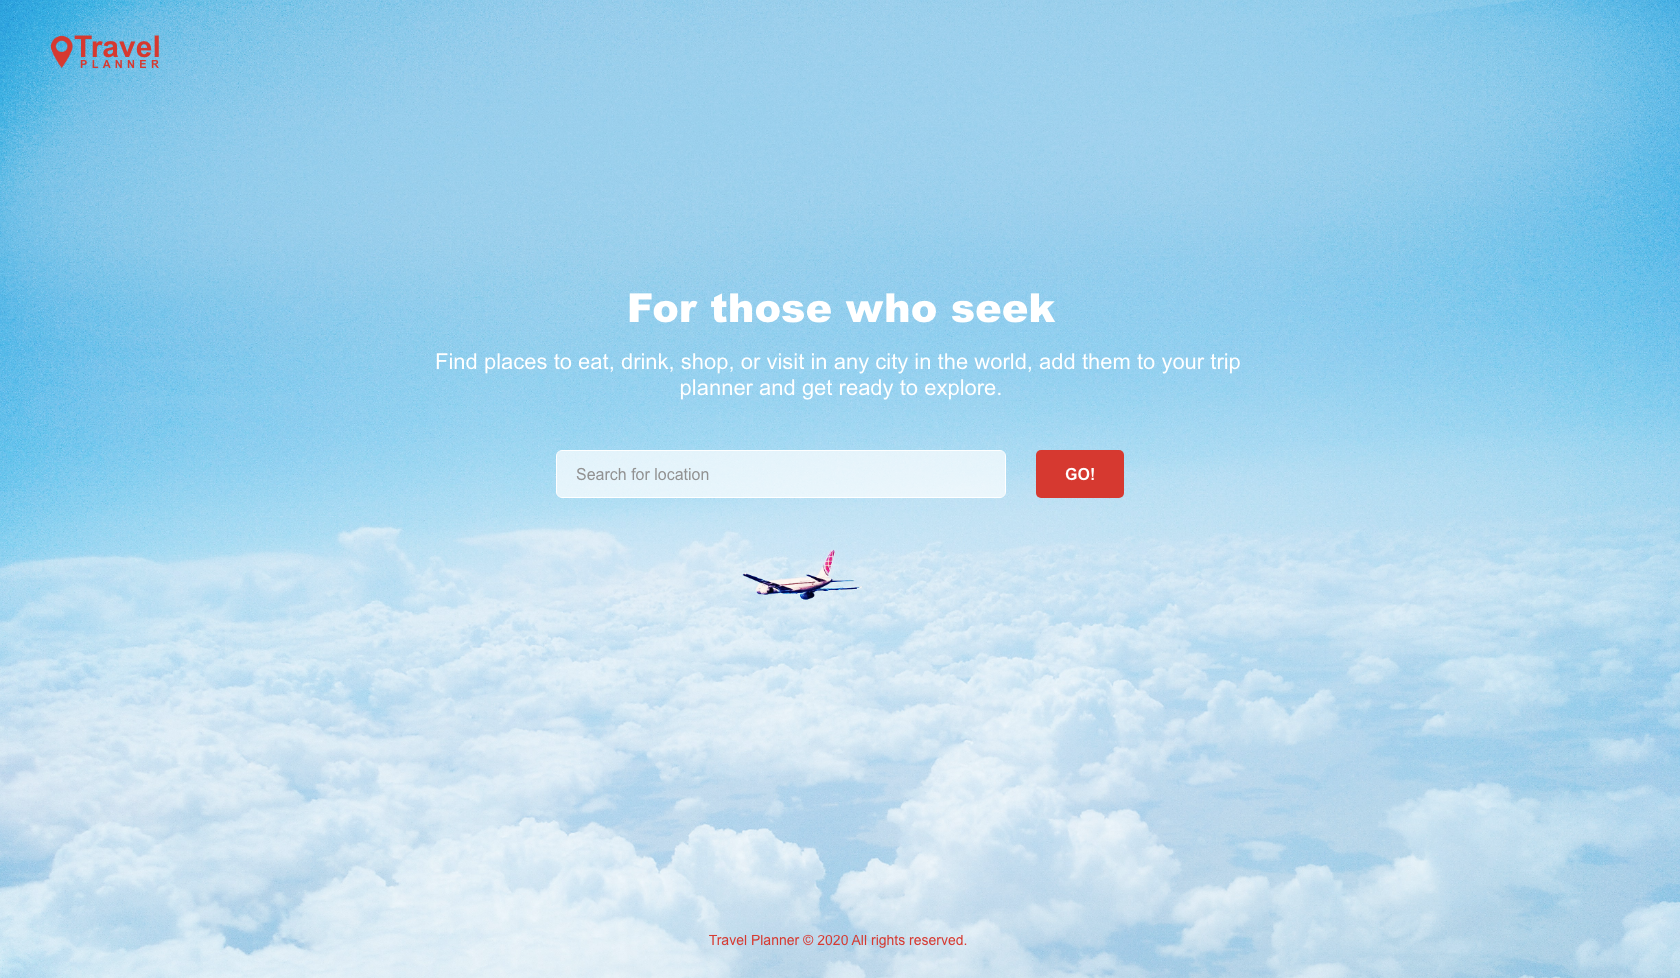 Travel
PLANNER
For those who seek
Find places to eat, drink, shop, or visit in any city in the world, add them to your trip
planner and get ready to explore.
Search for location
GO!
Travel Planner © 2020 All rights reserved.